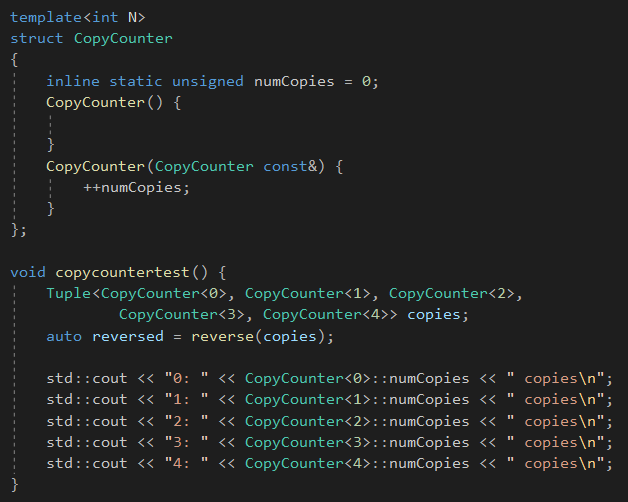 template<int N>
struct CopyCounter
{
    inline static unsigned numCopies = 0;
    CopyCounter() {

    }
    CopyCounter(CopyCounter const&) {
        ++numCopies;
    }
};

void copycountertest() {
    Tuple<CopyCounter<0>, CopyCounter<1>, CopyCounter<2>,
            CopyCounter<3>, CopyCounter<4>> copies;
    auto reversed = reverse(copies);

    std::cout << "0: " << CopyCounter<0>::numCopies << " copies\n";
    std::cout << "1: " << CopyCounter<1>::numCopies << " copies\n";
    std::cout << "2: " << CopyCounter<2>::numCopies << " copies\n";
    std::cout << "3: " << CopyCounter<3>::numCopies << " copies\n";
    std::cout << "4: " << CopyCounter<4>::numCopies << " copies\n";
}